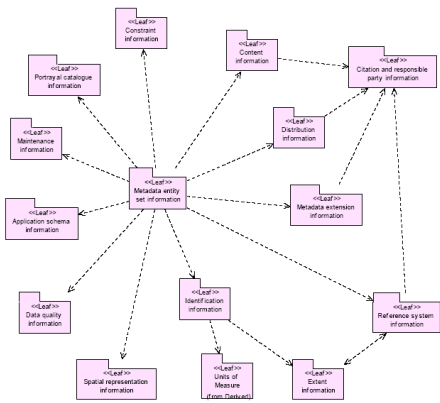 <<Leaf>>
Constraint
information
<<Leaf>>
Content
information
<<Leaf>>
Citation and responsible
party information
<<Leaf>>
Portrayal catalogue
information
<<Leaf>>
Distribution
information
<<Leaf>>
Maintenance
information
<<Leaf>>
Metadata entity
set information
<<Leaf>>
Metadata extension
information
<<Leaf>>
Application schema
information
<<Leaf>>
Identification
information
<<Leaf>>
Data quality
information
<<Leaf>>
Reference system
information
<<Leaf>>
Spatial representation
information
<<Leaf>>
Units of
Measure
(from Derived)
<<Leaf>>
Extent
information